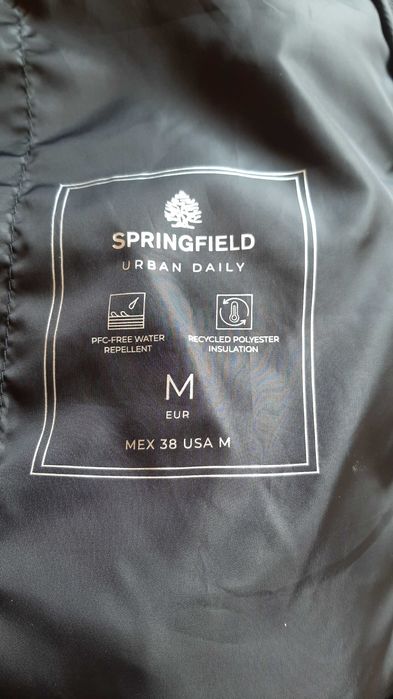 SPRINGFIELD
URBAN DAILY
PFC-FREE WATER
REPELLENT
RECYCLED POLYESTER
INSULATION
M
EUR
MEX 38 USA M